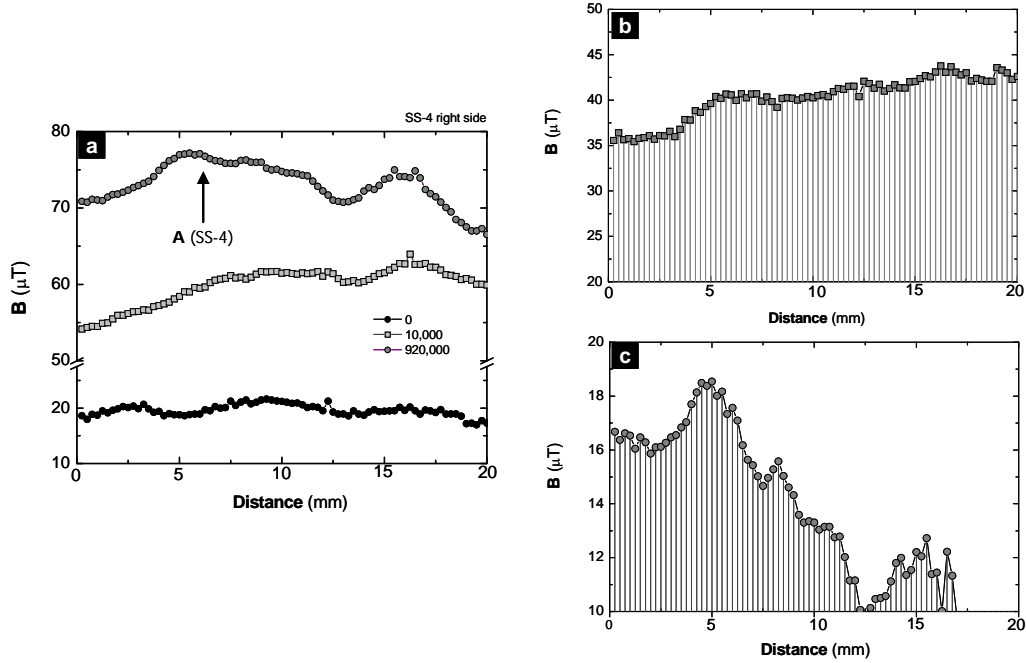 SS-4 right side
a
80
70
60
50
20
10
B (μT)
A (SS-4)
0
10,000
920,000
0 5 10 15 20
Distance (mm)
b
50
45
40
35
30
25
20
B (μT)
0 5 10 15 20
Distance (mm)
c
20
18
16
14
12
10
B (μT)
0 5 10 15 20
Distance (mm)